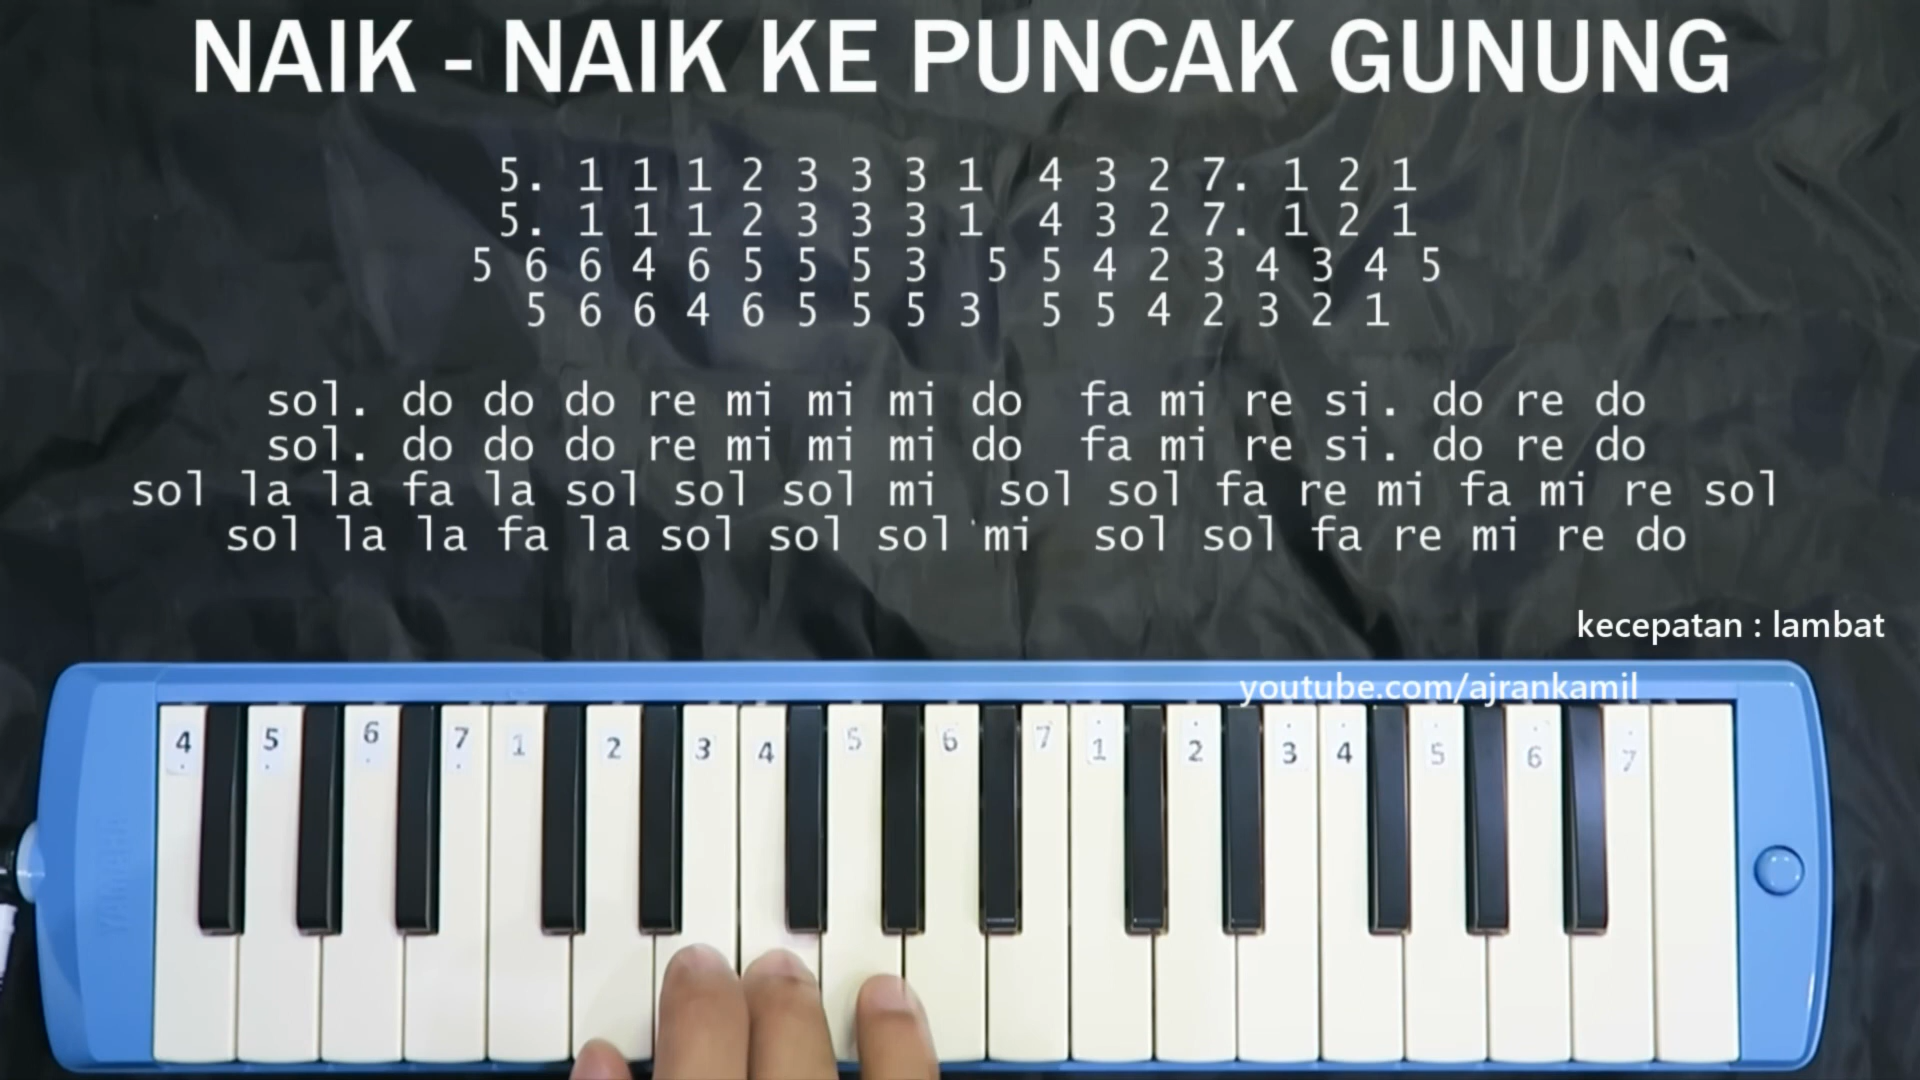 NAIK - NAIK KE PUNCAK GUNUNG
5. 1 1 1 2 3 3 3 1 4 3 2 7. 1 2 1
5. 1 1 1 2 3 3 3 1 4 3 2 7. 1 2 1
5 6 6 4 6 5 5 5 3 5 5 4 2 3 4 3 4 5
5 6 6 4 6 5 5 5 3 5 5 4 2 3 2 1
sol. do do do re mi mi mi do fa mi re si. do re do
sol. do do do re mi mi mi do fa mi re si. do re do
sol la la fa la sol sol sol mi sol sol fa re mi fa mi re sol
sol la la fa la sol sol sol mi sol sol fa re mi re do
kecepatan : lambat
youtube.com/ajrankamil
4 5 6 7 1 2 3 4 5 6 7 1 2 3 4 5 6 7
YAMAHA